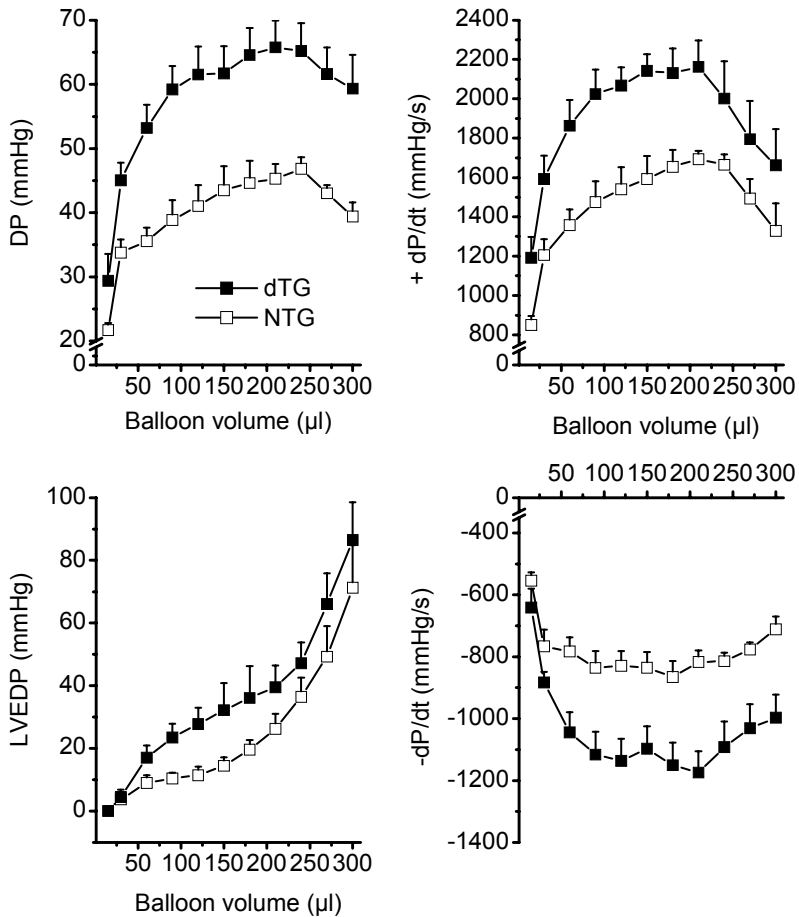 DP (mmHg)
70
60
50
40
30
20
0
dTG
NTG
50 100 150 200 250 300
Balloon volume (µl)
+ dP/dt (mmHg/s)
2400
2200
2000
1800
1600
1400
1200
1000
800
0
50 100 150 200 250 300
Balloon volume (µl)
LVEDP (mmHg)
100
80
60
40
20
0
50 100 150 200 250 300
Balloon volume (µl)
50 100 150 200 250 300
-dP/dt (mmHg/s)
0
-400
-600
-800
-1000
-1200
-1400